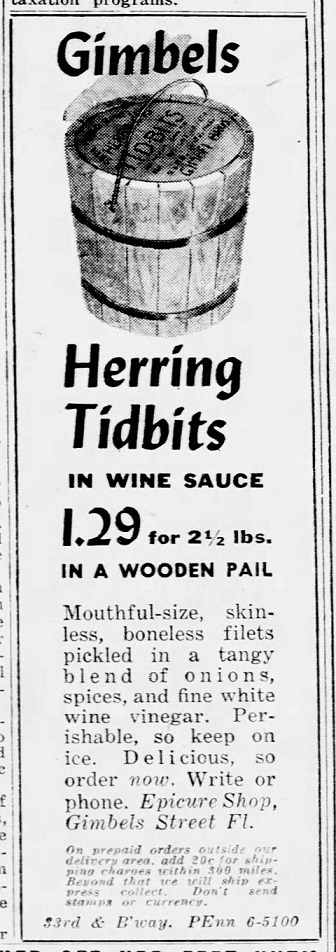 taxation programs.
Gimbels
TIDBITS
Herring
Tidbits
IN WINE SAUCE
1.29 for 2½ lbs.
IN A WOODEN PAIL
Mouthful-size, skin-
less, boneless filets
pickled in a tangy
blend of onions,
spices, and fine white
wine vinegar. Per-
ishable, so keep on
ice. Delicious, so
order now. Write or
phone. Epicure Shop,
Gimbels Street Fl.
On prepaid orders outside our
delivery area, add 20c for ship-
ping charges within 300 miles.
Beyond that we will ship ex-
press collect. Don't send
stamps or currency.
33rd & B'way. PEnn 6-5100